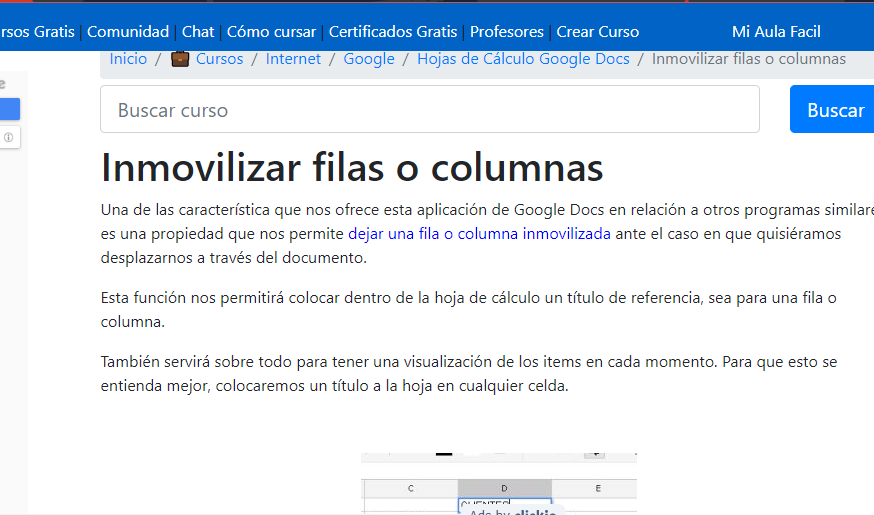 rsos Gratis | Comunidad | Chat | Cómo cursar | Certificados Gratis | Profesores | Crear Curso Mi Aula Facil
Inicio / Cursos / Internet / Google / Hojas de Cálculo Google Docs / Inmovilizar filas o columnas
Buscar curso Buscar
Inmovilizar filas o columnas
Una de las característica que nos ofrece esta aplicación de Google Docs en relación a otros programas similare
es una propiedad que nos permite dejar una fila o columna inmovilizada ante el caso en que quisiéramos
desplazarnos a través del documento.
Esta función nos permitirá colocar dentro de la hoja de cálculo un título de referencia, sea para una fila o
columna.
También servirá sobre todo para tener una visualización de los items en cada momento. Para que esto se
entienda mejor, colocaremos un título a la hoja en cualquier celda.
C D E
CLIENTES
Ads by clickio